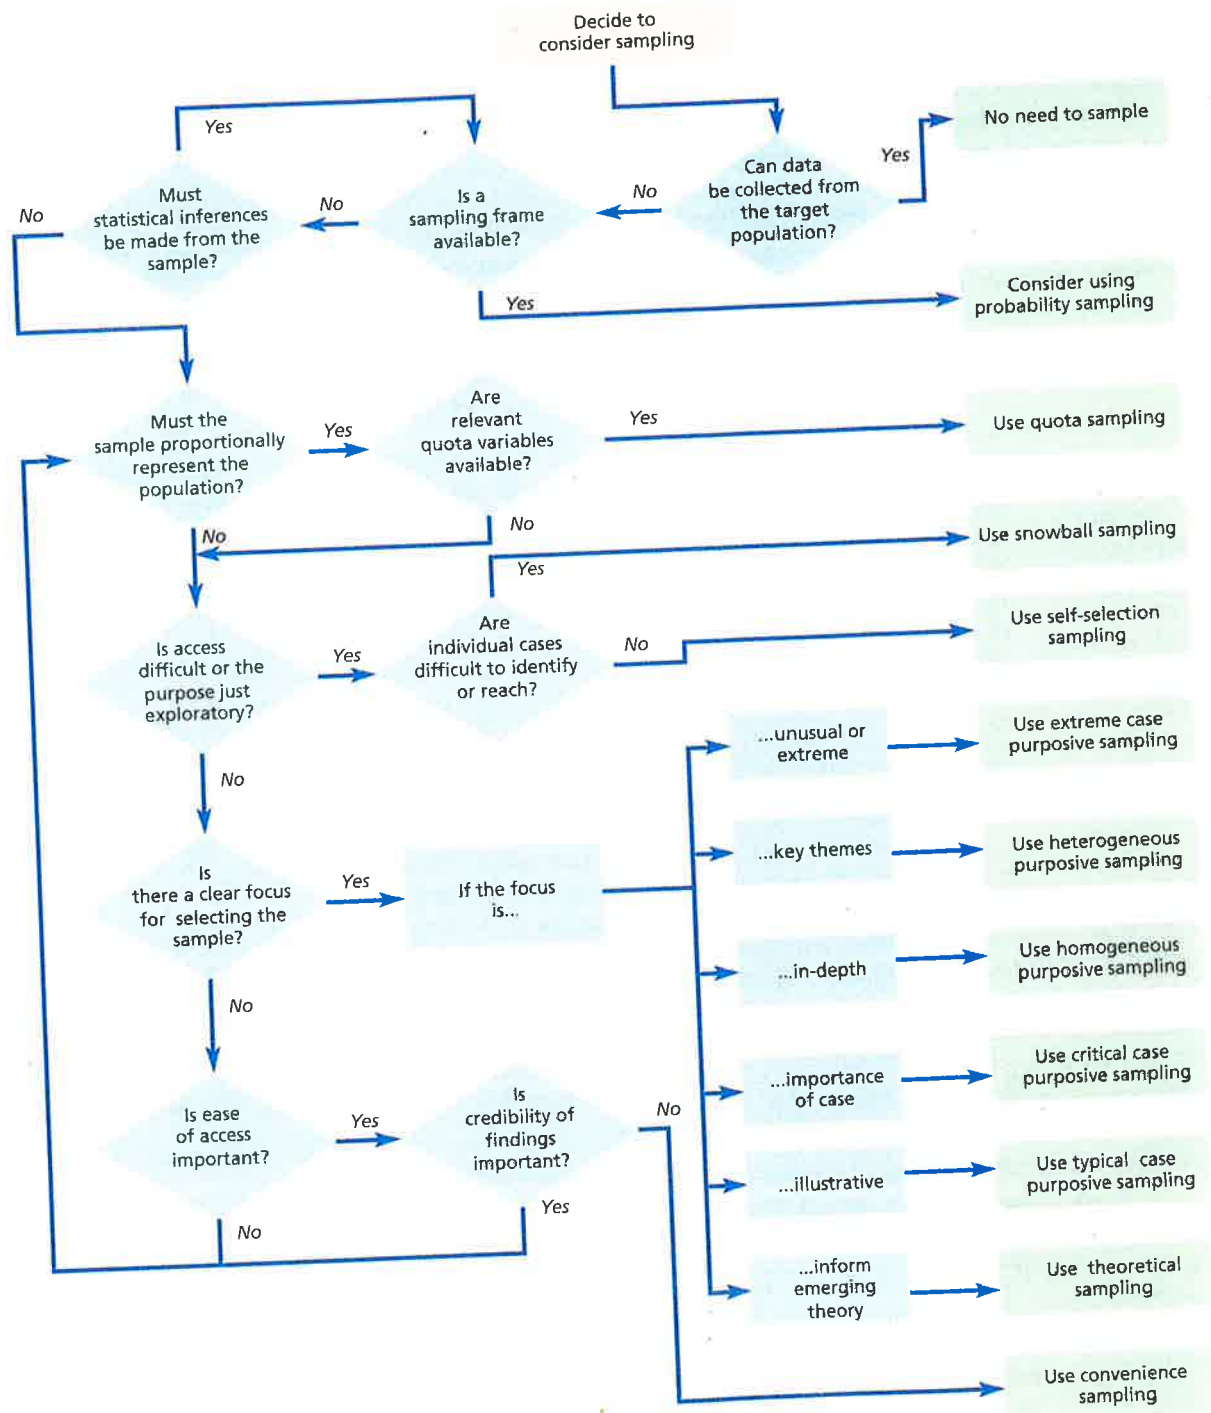 Decide to
consider sampling
Yes
No need to sample
Can data
be collected from
the target
population?
Yes
No
Is a
sampling frame
available?
No
Must
statistical inferences
be made from the
sample?
No
Yes
Consider using
probability sampling
Must the
sample proportionally
represent the
population?
Yes
Are
relevant
quota variables
available?
Yes
Use quota sampling
No
No
Yes
Use snowball sampling
Is access
difficult or the
purpose just
exploratory?
Yes
Are
individual cases
difficult to identify
or reach?
No
Use self-selection
sampling
No
...unusual or
extreme
Use extreme case
purposive sampling
Is
there a clear focus
for selecting the
sample?
Yes
If the focus
is...
...key themes
Use heterogeneous
purposive sampling
...in-depth
Use homogeneous
purposive sampling
No
...importance
of case
Use critical case
purposive sampling
Is ease
of access
important?
Yes
Is
credibility of
findings
important?
No
...illustrative
Use typical case
purposive sampling
No
Yes
...inform
emerging
theory
Use theoretical
sampling
Use convenience
sampling